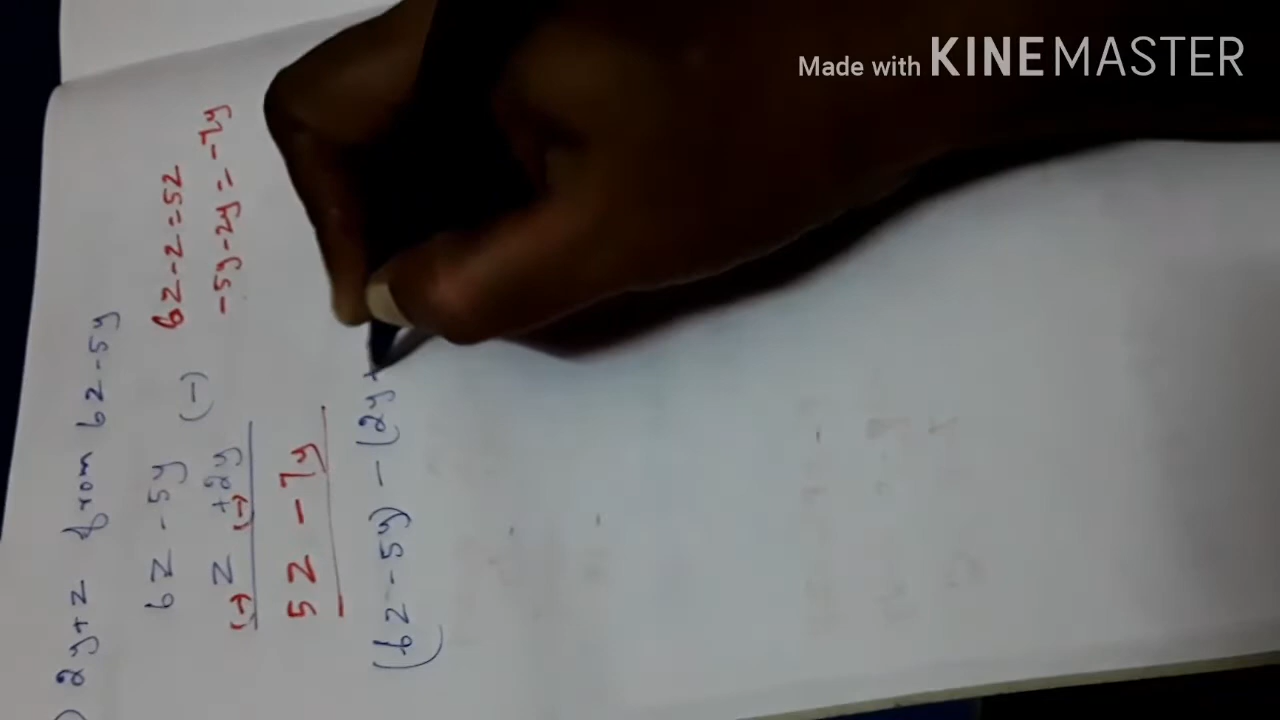 Made with KINEMASTER
) 2y+z from 6z-5y
6z - 5y (-) 6z-z=5z
z +2y -5y-2y=-7y
(-) (-)
5z - 7y
(6z-5y) - (2y+